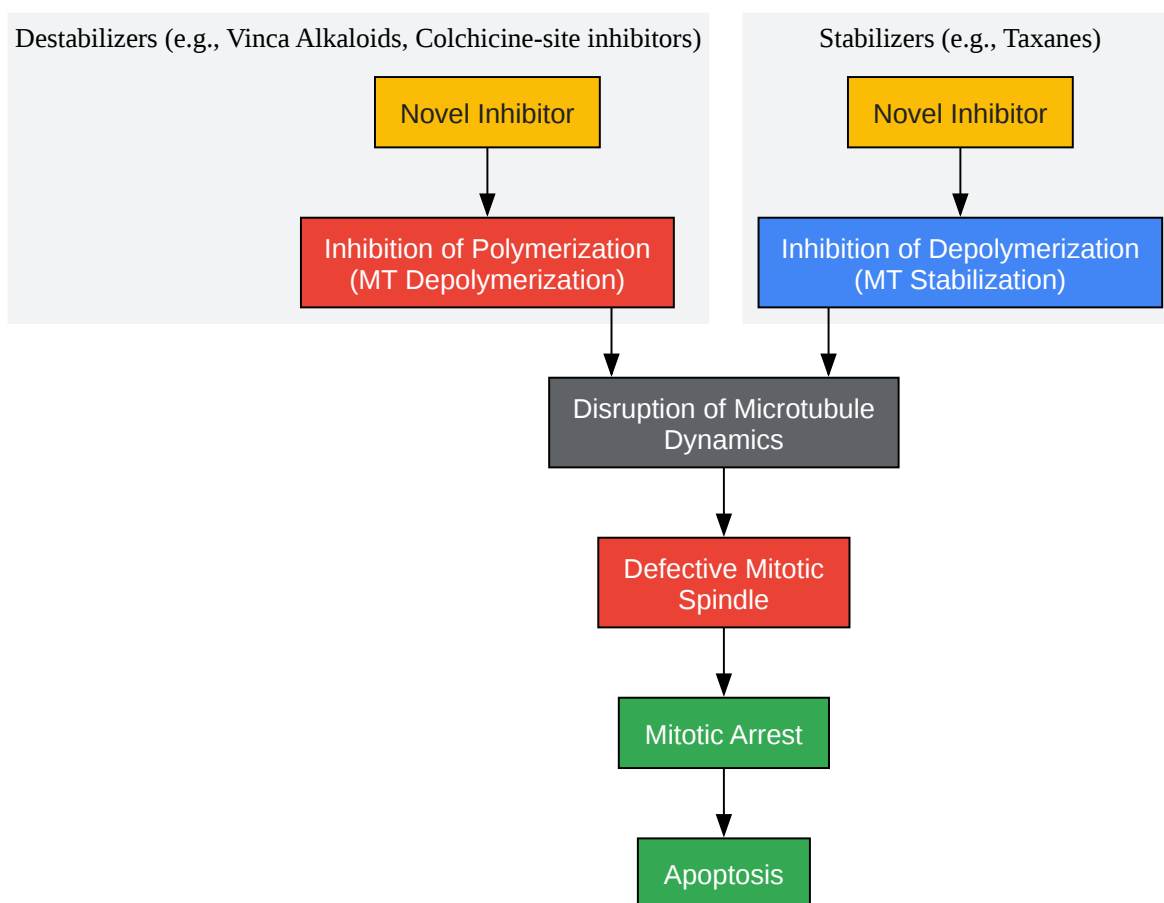 Destabilizers (e.g., Vinca Alkaloids, Colchicine-site inhibitors)
Stabilizers (e.g., Taxanes)
Novel Inhibitor
Novel Inhibitor
Inhibition of Polymerization
(MT Depolymerization)
Inhibition of Depolymerization
(MT Stabilization)
Disruption of Microtubule
Dynamics
Defective Mitotic
Spindle
Mitotic Arrest
Apoptosis